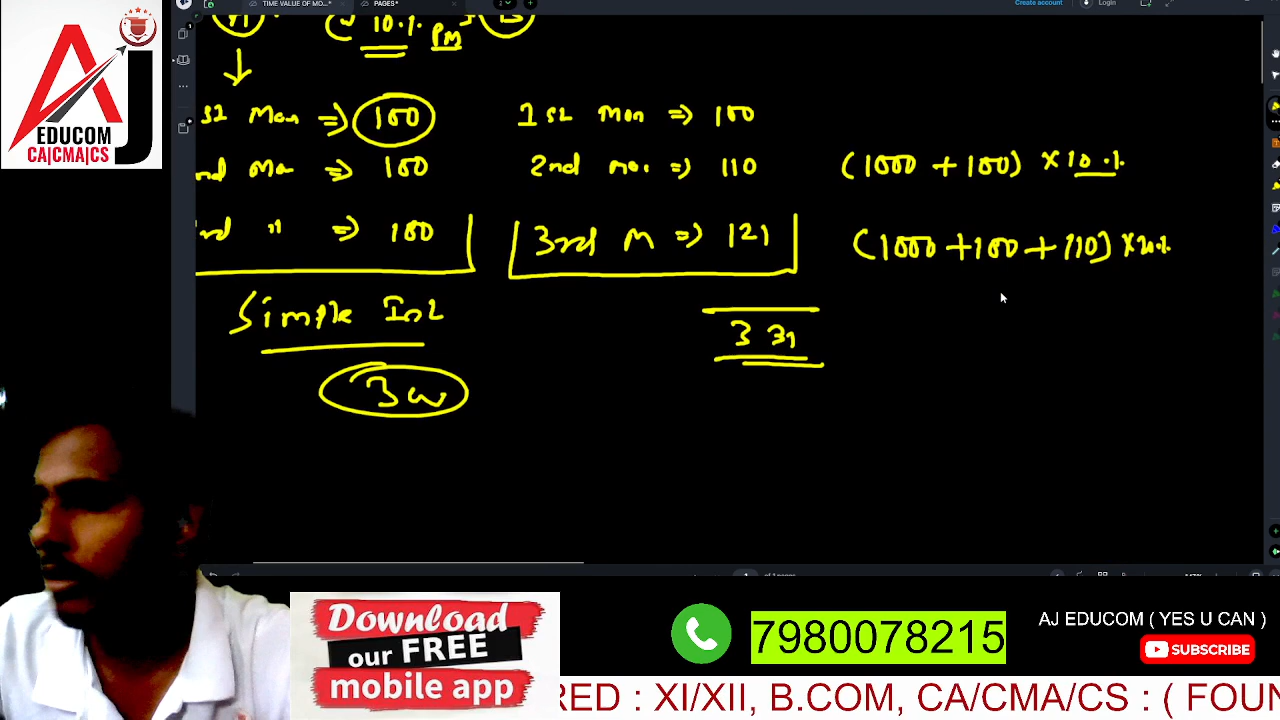 TIME VALUE OF MO...*
PAGES*
2
Create account
Login
@ 10.% PM
1st Mon => 100
nd Mon => 100
rd " => 100
Simple Int
300
1st Mon => 100
2nd Mon => 110
3rd M => 121
331
(1000 + 100) × 10.%
(1000 + 100 + 110) × 10%
AJ
EDUCOM
CA|CMA|CS
Download
our FREE
mobile app
7980078215
AJ EDUCOM ( YES U CAN )
SUBSCRIBE
RED : XI/XII, B.COM, CA/CMA/CS : ( FOUN